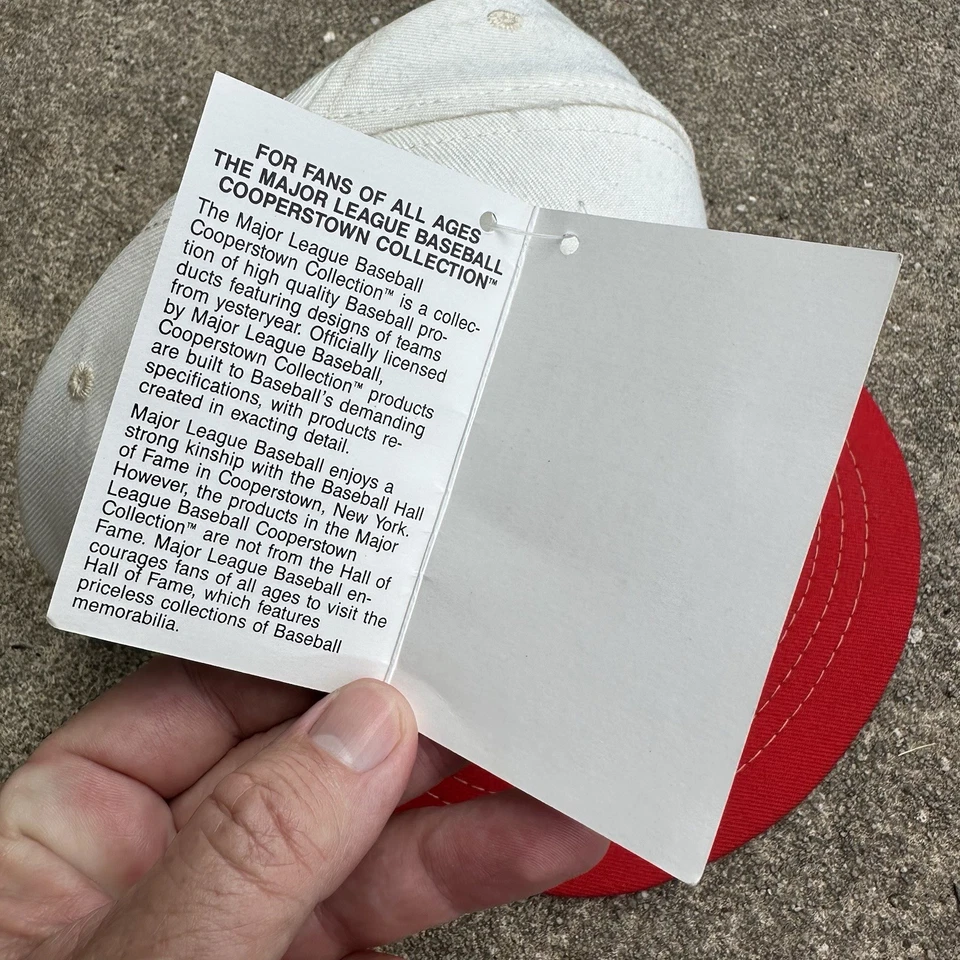 FOR FANS OF ALL AGES
THE MAJOR LEAGUE BASEBALL
COOPERSTOWN COLLECTION™
The Major League Baseball
Cooperstown Collection™ is a collec-
tion of high quality Baseball pro-
ducts featuring designs of teams
from yesteryear. Officially licensed
by Major League Baseball,
Cooperstown Collection™ products
are built to Baseball's demanding
specifications, with products re-
created in exacting detail.
Major League Baseball enjoys a
strong kinship with the Baseball Hall
of Fame in Cooperstown, New York.
However, the products in the Major
League Baseball Cooperstown
Collection™ are not from the Hall of
Fame. Major League Baseball en-
courages fans of all ages to visit the
Hall of Fame, which features
priceless collections of Baseball
memorabilia.